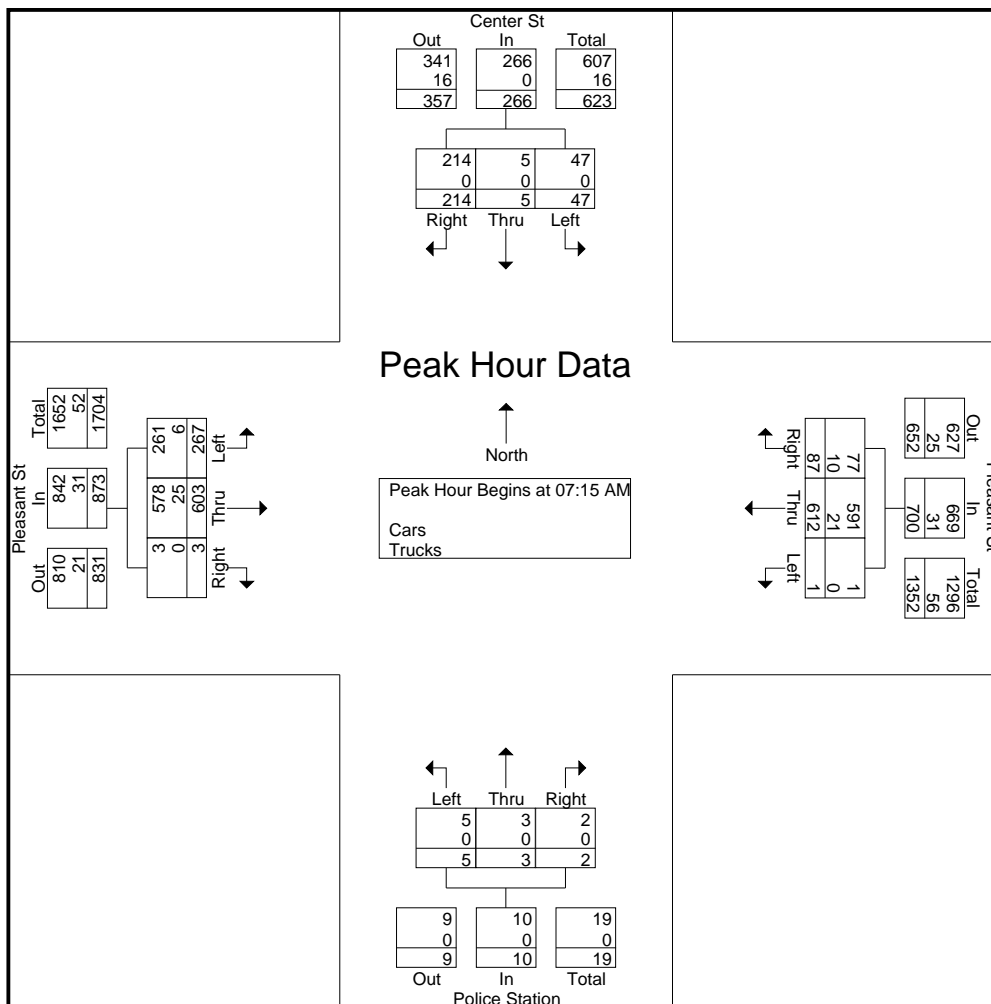 Center St
Out In Total
341 266 607
16 0 16
357 266 623
214 5 47
0 0 0
214 5 47
Right Thru Left
Peak Hour Data
North
Peak Hour Begins at 07:15 AM
Cars
Trucks
Pleasant St
Out In Total
810 842 1652
21 31 52
831 873 1704
Left Thru Right
261 578 3
6 25 0
267 603 3
Pleasant St
Out In Total
627 669 1296
25 31 56
652 700 1352
Right Thru Left
77 591 1
10 21 0
87 612 1
Left Thru Right
5 3 2
0 0 0
5 3 2
9 10 19
0 0 0
9 10 19
Out In Total
Police Station